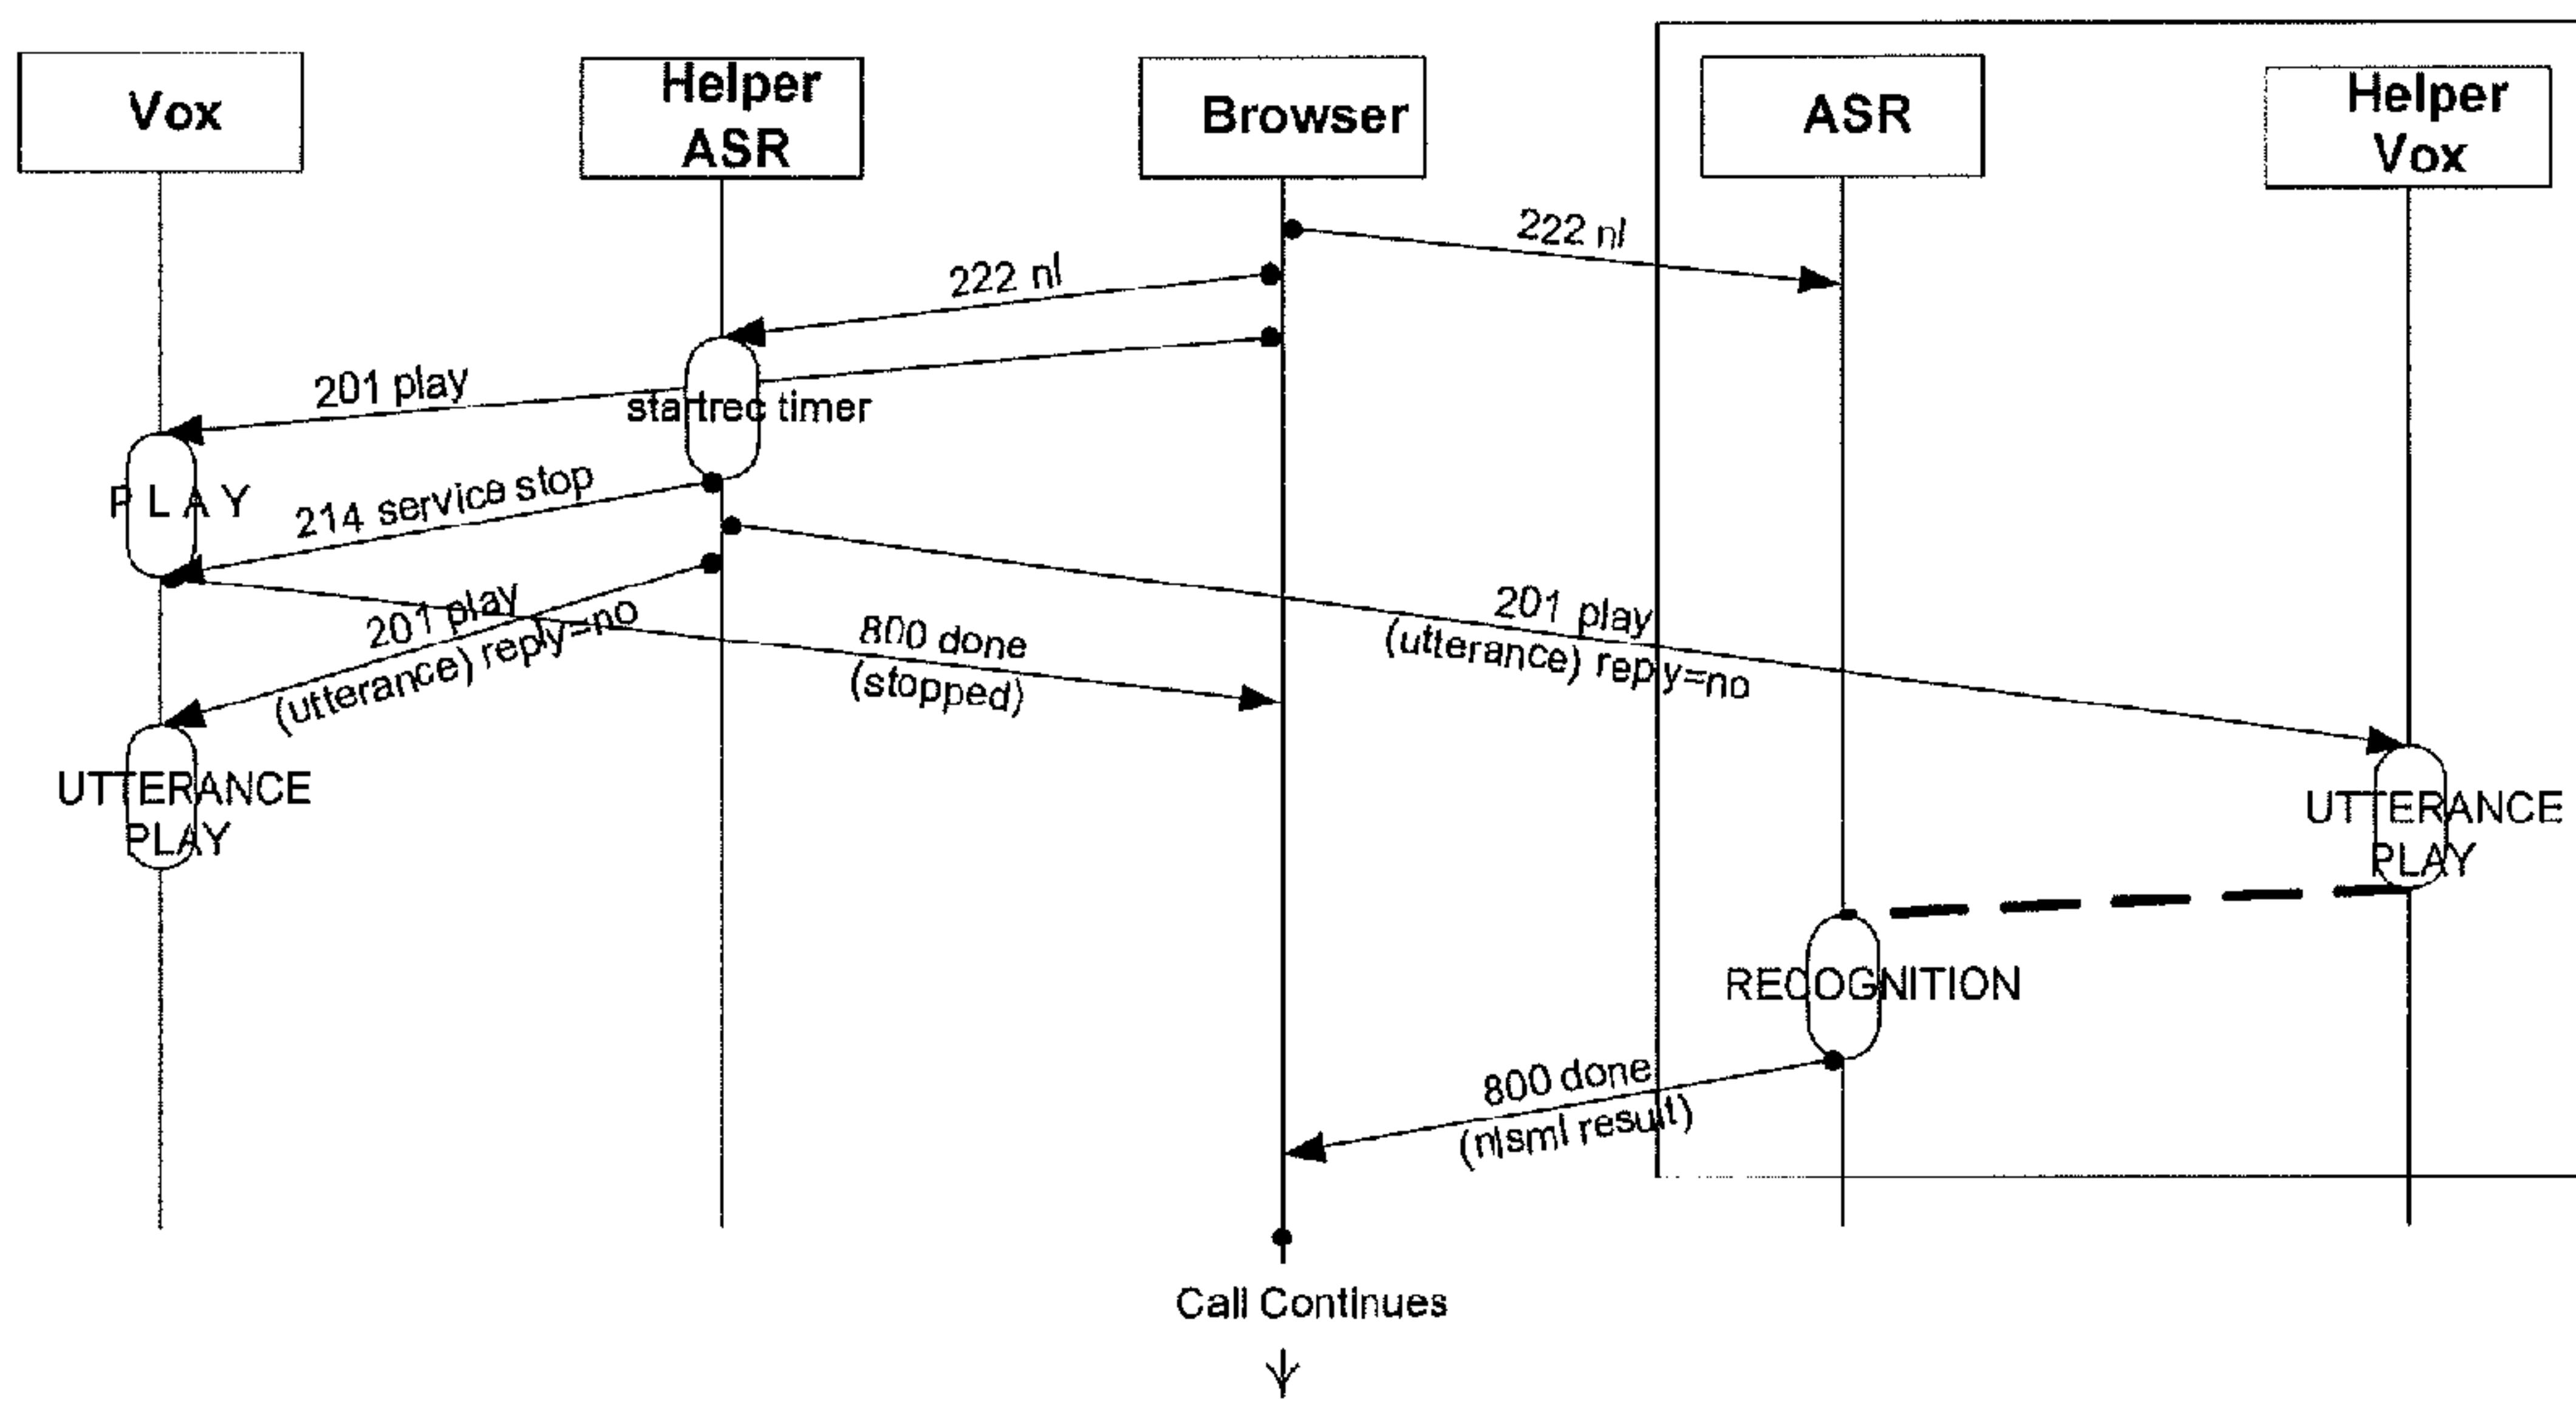 Vox
Helper
ASR
Browser
ASR
Helper
Vox
222 nl
222 nl
201 play
startrec timer
PLAY
214 service stop
201 play
(utterance) reply=no
800 done
(stopped)
201 play
(utterance) reply=no
UTTERANCE
PLAY
UTTERANCE
PLAY
RECOGNITION
800 done
(nlsml result)
Call Continues